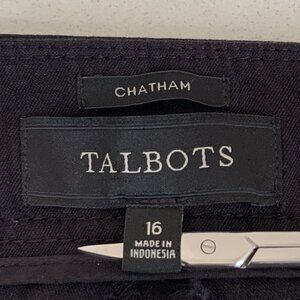 CHATHAM
TALBOTS
16
MADE IN
INDONESIA